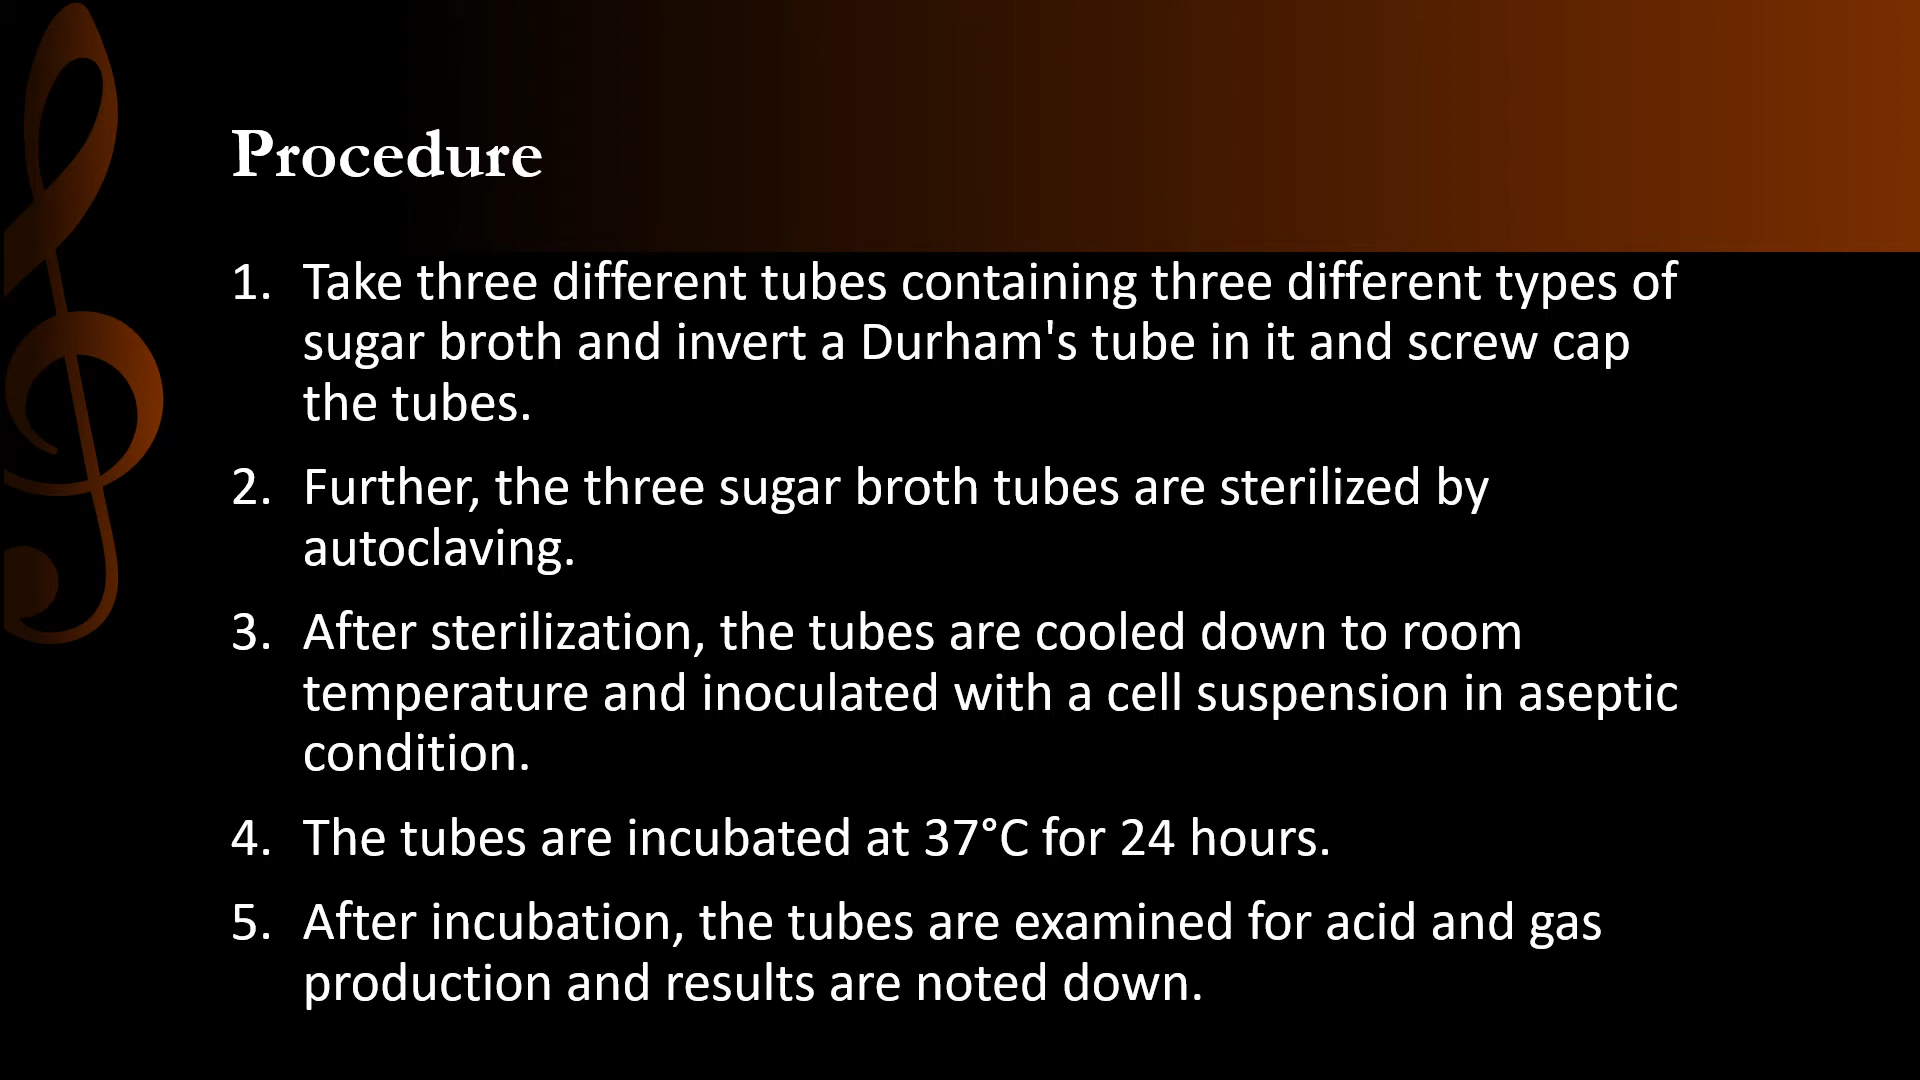 Procedure
1. Take three different tubes containing three different types of
sugar broth and invert a Durham's tube in it and screw cap
the tubes.
2. Further, the three sugar broth tubes are sterilized by
autoclaving.
3. After sterilization, the tubes are cooled down to room
temperature and inoculated with a cell suspension in aseptic
condition.
4. The tubes are incubated at 37°C for 24 hours.
5. After incubation, the tubes are examined for acid and gas
production and results are noted down.